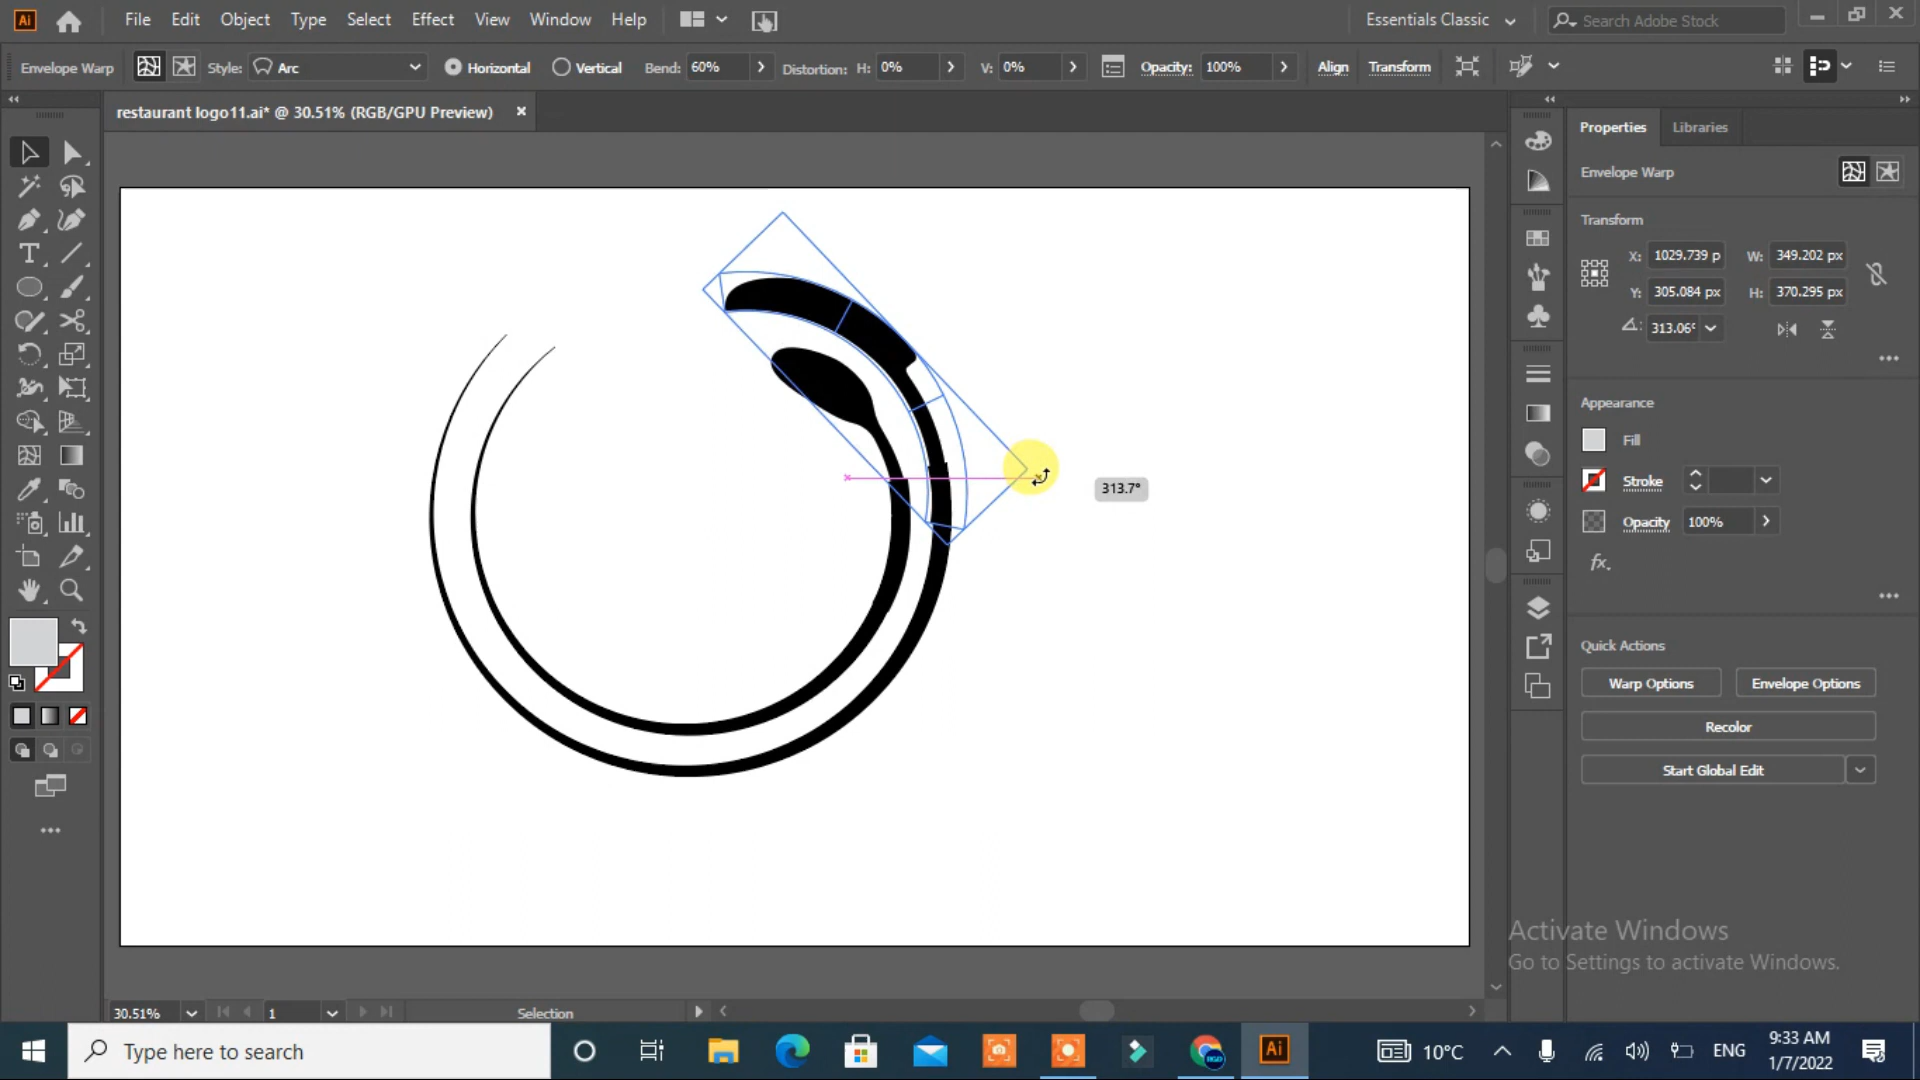 Ai File Edit Object Type Select Effect View Window Help Essentials Classic Search Adobe Stock
Envelope Warp Style: Arc Horizontal Vertical Bend: 60% Distortion: H: 0% V: 0% Opacity: 100% Align Transform
restaurant logo11.ai* @ 30.51% (RGB/GPU Preview)
Properties Libraries
Envelope Warp
Transform
X: 1029.739 p W: 349.202 px
Y: 305.084 px H: 370.295 px
313.06°
Appearance
Fill
Stroke
Opacity 100%
fx.
313.7°
Quick Actions
Warp Options Envelope Options
Recolor
Start Global Edit
Activate Windows
Go to Settings to activate Windows.
30.51% 1 Selection
Type here to search Ai 10°C ENG 9:33 AM
1/7/2022